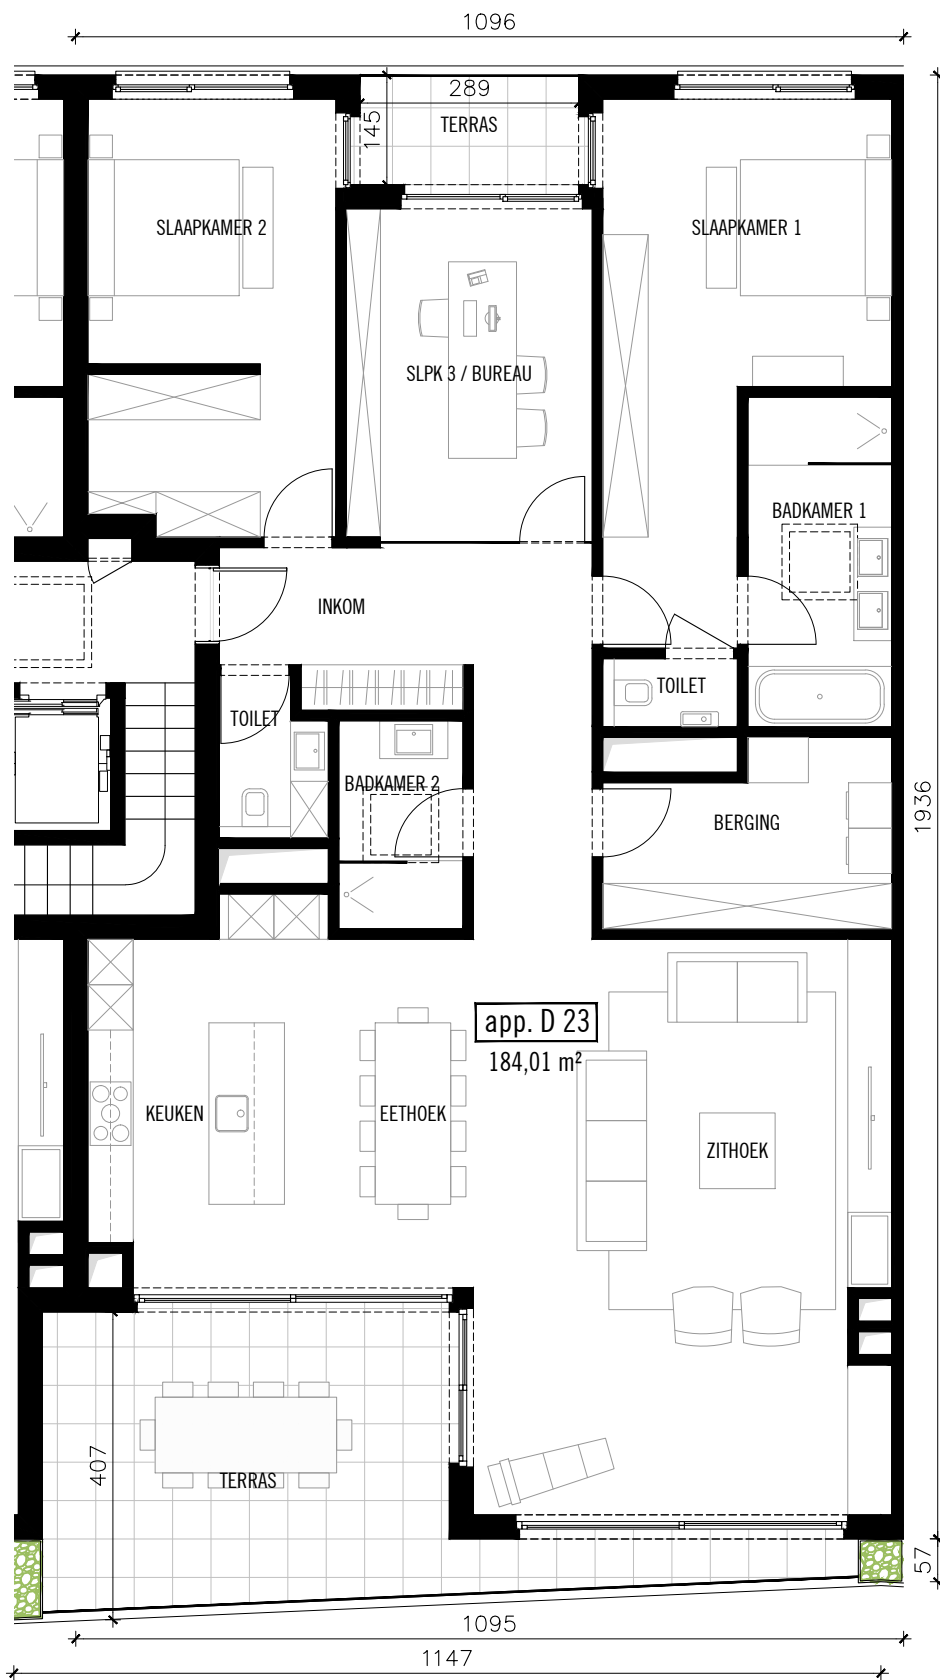 1096
289
145
TERRAS
SLAAPKAMER 2
SLAAPKAMER 1
SLPK 3 / BUREAU
BADKAMER 1
INKOM
TOILET
TOILET
BADKAMER 2
BERGING
1936
app. D 23
184,01 m²
KEUKEN
EETHOEK
ZITHOEK
407
TERRAS
57
1095
1147